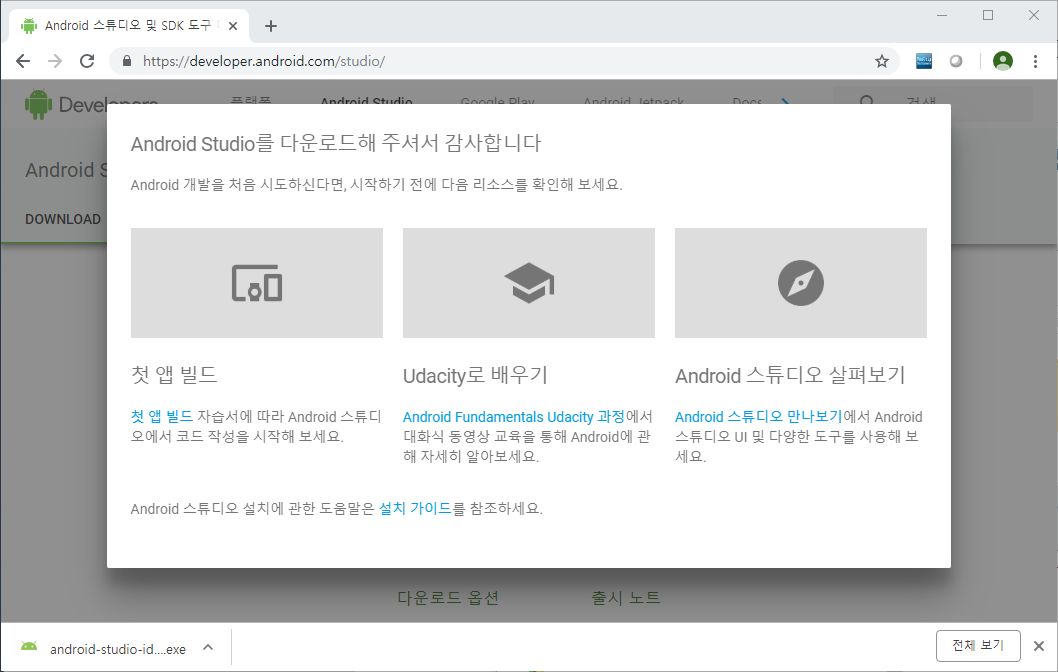 Android 스튜디오 및 SDK 도구
https://developer.android.com/studio/
Developers 플랫폼 Android Studio Google Play Android Jetpack Docs 검색
Android S
DOWNLOAD
Android Studio를 다운로드해 주셔서 감사합니다
Android 개발을 처음 시도하신다면, 시작하기 전에 다음 리소스를 확인해 보세요.
첫 앱 빌드
첫 앱 빌드 자습서에 따라 Android 스튜디
오에서 코드 작성을 시작해 보세요.
Udacity로 배우기
Android Fundamentals Udacity 과정에서
대화식 동영상 교육을 통해 Android에 관
해 자세히 알아보세요.
Android 스튜디오 살펴보기
Android 스튜디오 만나보기에서 Android
스튜디오 UI 및 다양한 도구를 사용해 보
세요.
Android 스튜디오 설치에 관한 도움말은 설치 가이드를 참조하세요.
다운로드 옵션 출시 노트
android-studio-id....exe
전체 보기